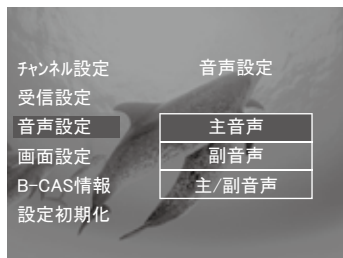 チャンネル設定
受信設定
音声設定
画面設定
B-CAS情報
設定初期化
音声設定
主音声
副音声
主/副音声